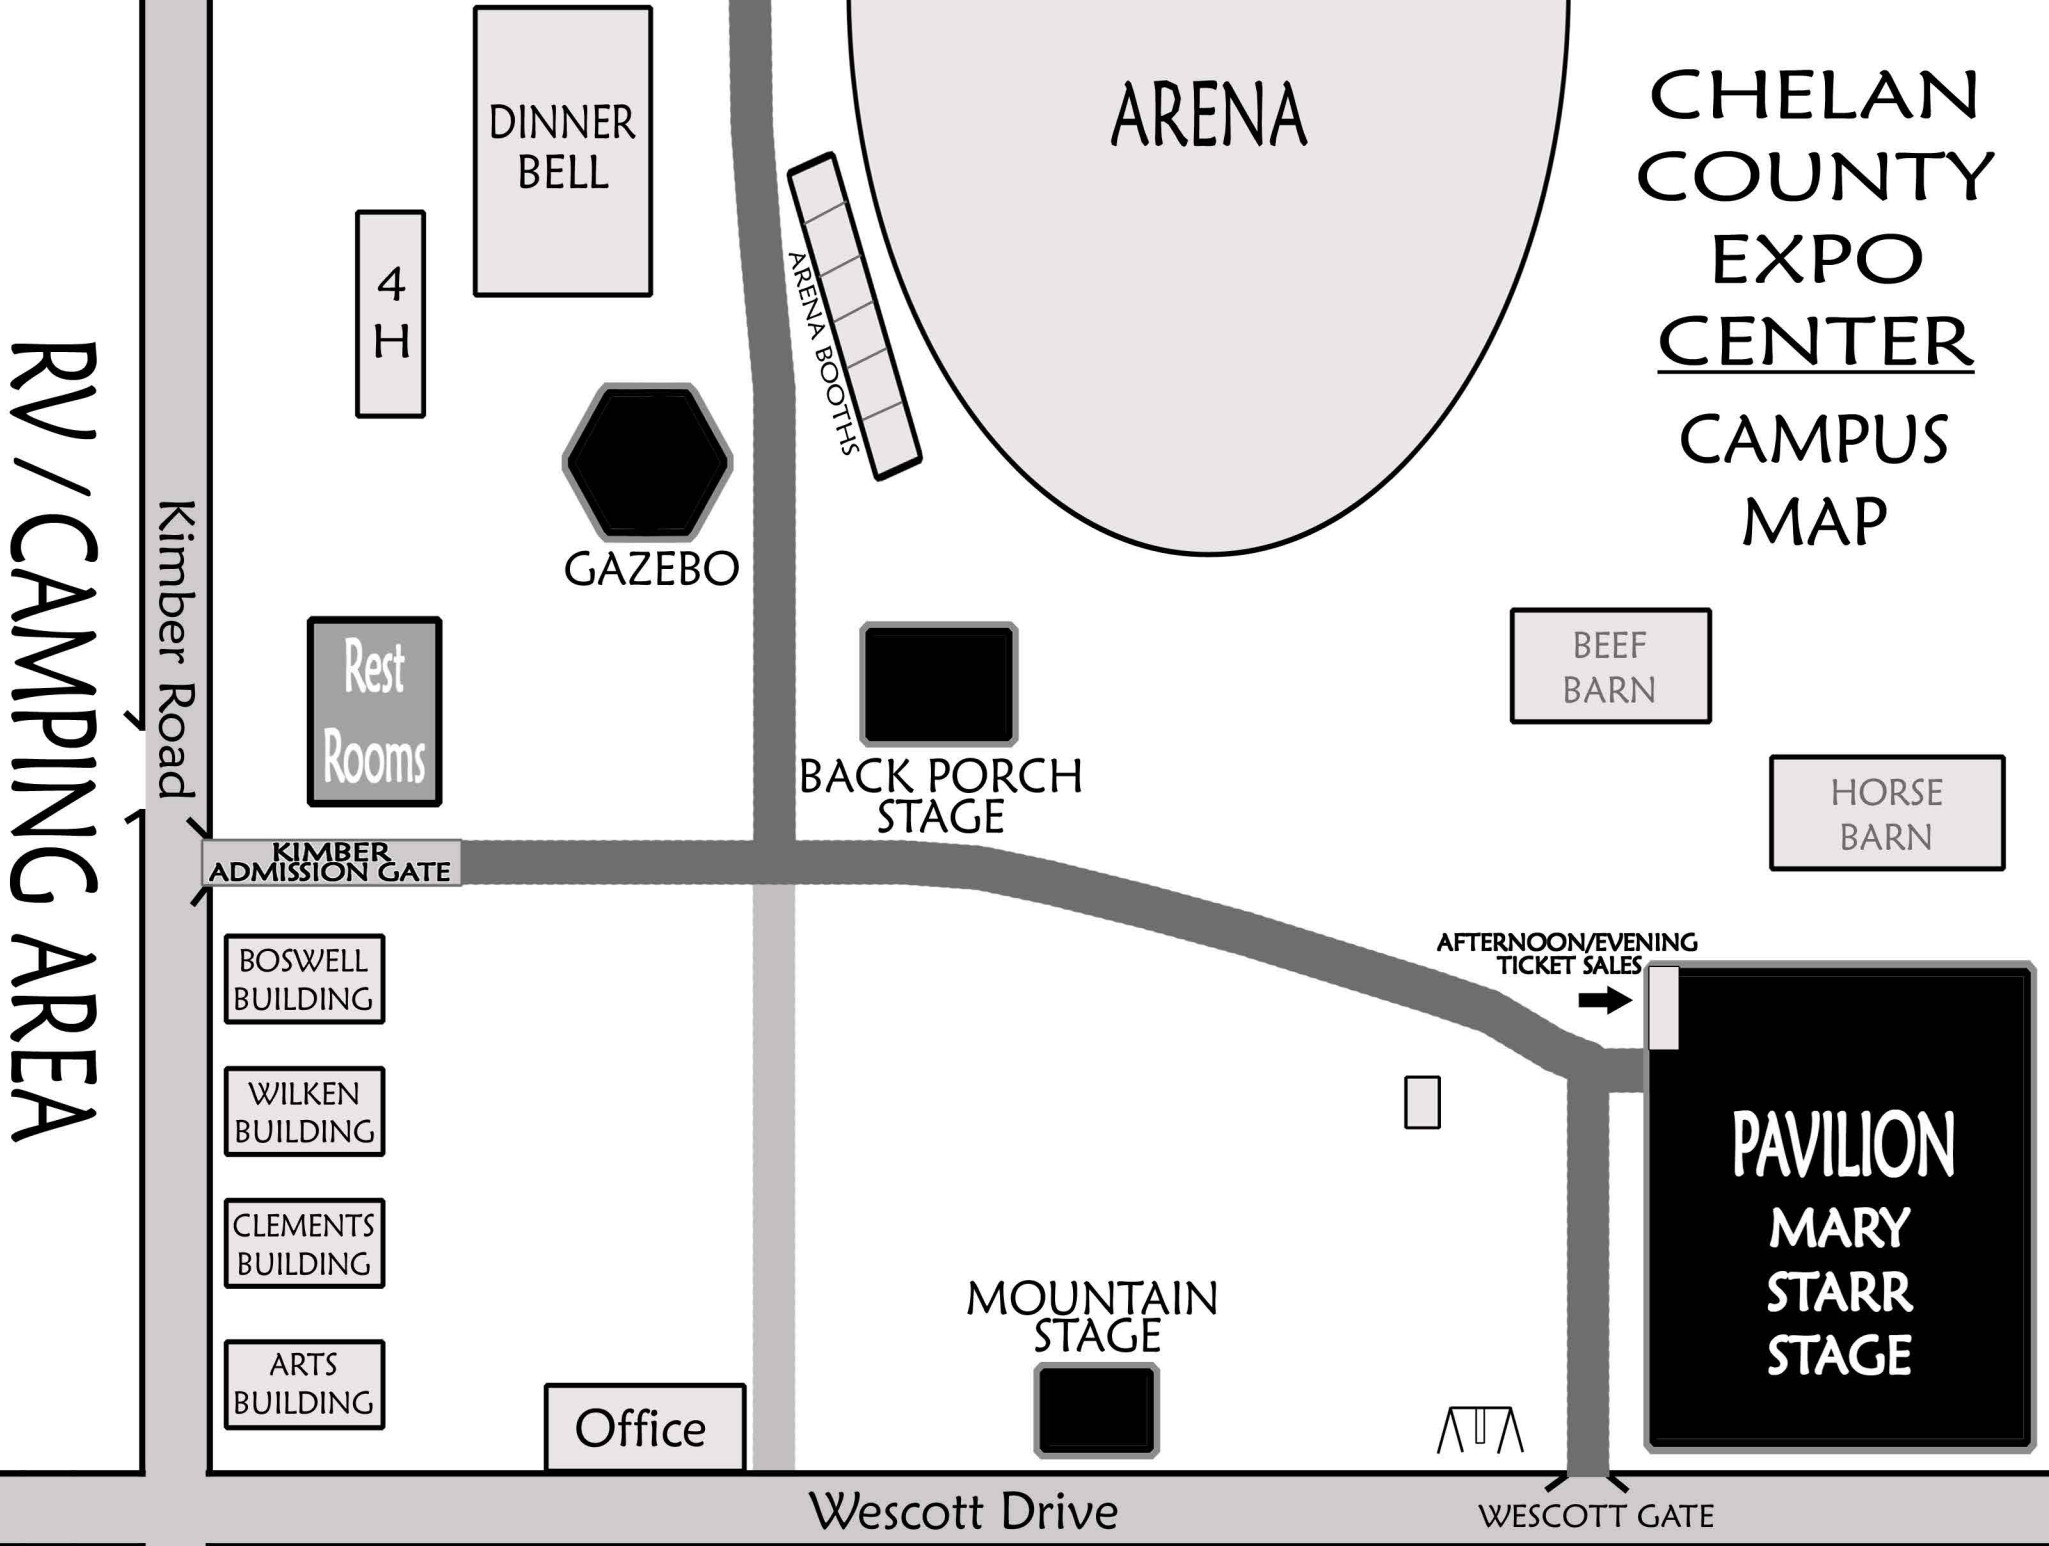 DINNER
BELL
ARENA
CHELAN
COUNTY
EXPO
CENTER
CAMPUS
MAP
4
H
ARENA BOOTHS
GAZEBO
RV / CAMPING AREA
Kimber Road
Rest
Rooms
BACK PORCH
STAGE
BEEF
BARN
HORSE
BARN
KIMBER
ADMISSION GATE
AFTERNOON/EVENING
TICKET SALES
BOSWELL
BUILDING
WILKEN
BUILDING
CLEMENTS
BUILDING
ARTS
BUILDING
Office
MOUNTAIN
STAGE
PAVILION
MARY
STARR
STAGE
Wescott Drive
WESCOTT GATE